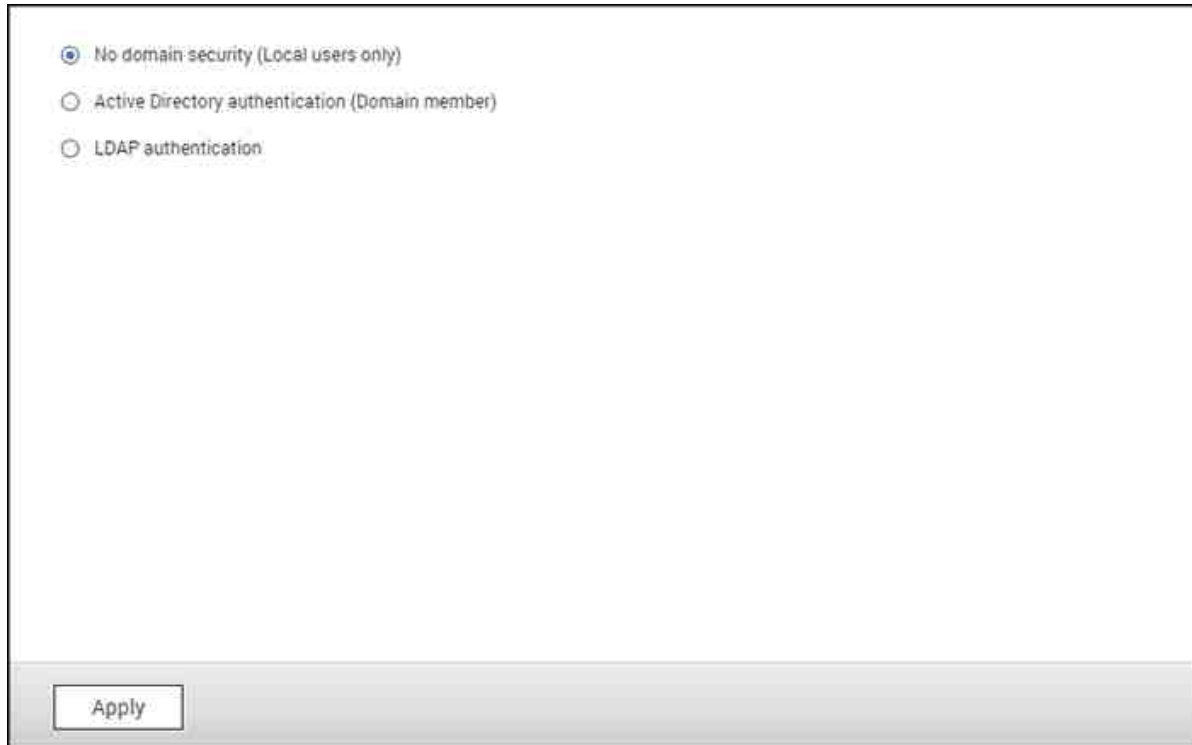 No domain security (Local users only)
Active Directory authentication (Domain member)
LDAP authentication
Apply